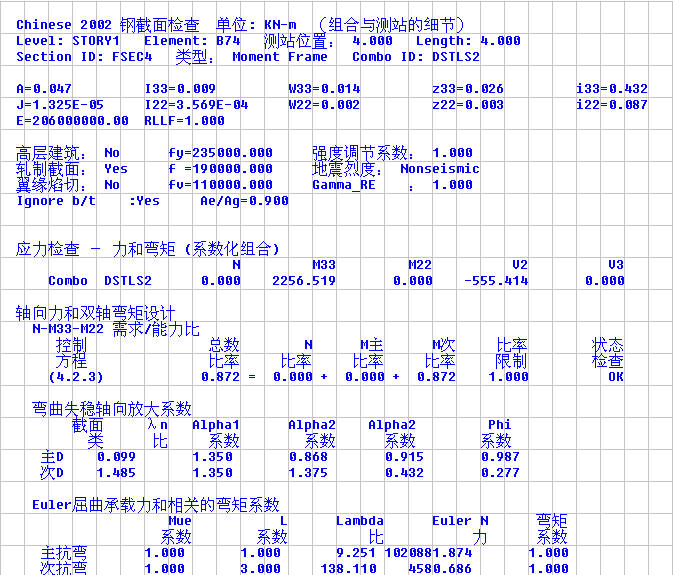 Chinese 2002 钢截面检查 单位: KN-m （组合与测站的细节）
Level: STORY1 Element: B74 测站位置: 4.000 Length: 4.000
Section ID: FSEC4 类型: Moment Frame Combo ID: DSTLS2
A=0.047 I33=0.009 W33=0.014 z33=0.026 i33=0.432
J=1.325E-05 I22=3.569E-04 W22=0.002 z22=0.003 i22=0.087
E=206000000.00 RLLF=1.000
高层建筑: No fy=235000.000 强度调节系数: 1.000
轧制截面: Yes f =190000.000 地震烈度: Nonseismic
翼缘焰切: No fv=110000.000 Gamma_RE : 1.000
Ignore b/t :Yes Ae/Ag=0.900
应力检查 － 力和弯矩 (系数化组合)
N M33 M22 V2 V3
Combo DSTLS2 0.000 2256.519 0.000 -555.414 0.000
轴向力和双轴弯矩设计
N-M33-M22 需求/能力比
控制 总数 N M主 M次 比率 状态
方程 比率 比率 比率 比率 限制 检查
(4.2.3) 0.872 = 0.000 + 0.000 + 0.872 1.000 OK
弯曲失稳轴向放大系数
截面 λn Alpha1 Alpha2 Alpha2 Phi
类 比 系数 系数 系数 系数
主D 0.099 1.350 0.868 0.915 0.987
次D 1.485 1.350 1.375 0.432 0.277
Euler屈曲承载力和相关的弯矩系数
Mue L Lambda Euler N 弯矩
系数 系数 比 力 系数
主抗弯 1.000 1.000 9.251 1020881.874 1.000
次抗弯 1.000 3.000 138.110 4580.686 1.000